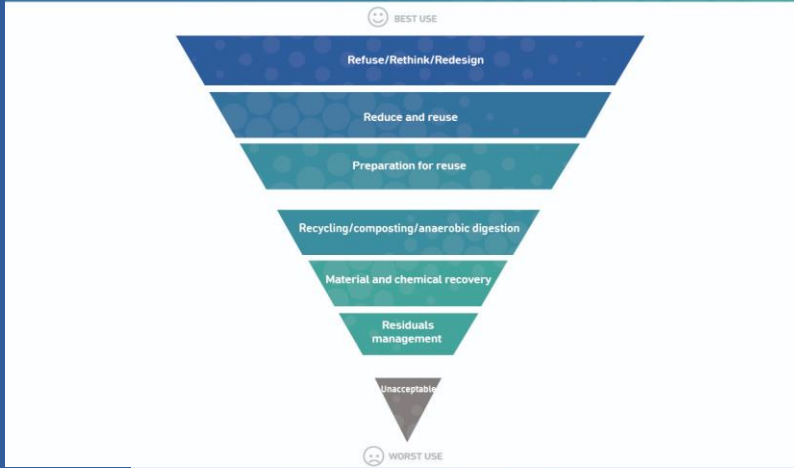 BEST USE
Refuse/Rethink/Redesign
Reduce and reuse
Preparation for reuse
Recycling/composting/anaerobic digestion
Material and chemical recovery
Residuals
management
Unacceptable
WORST USE